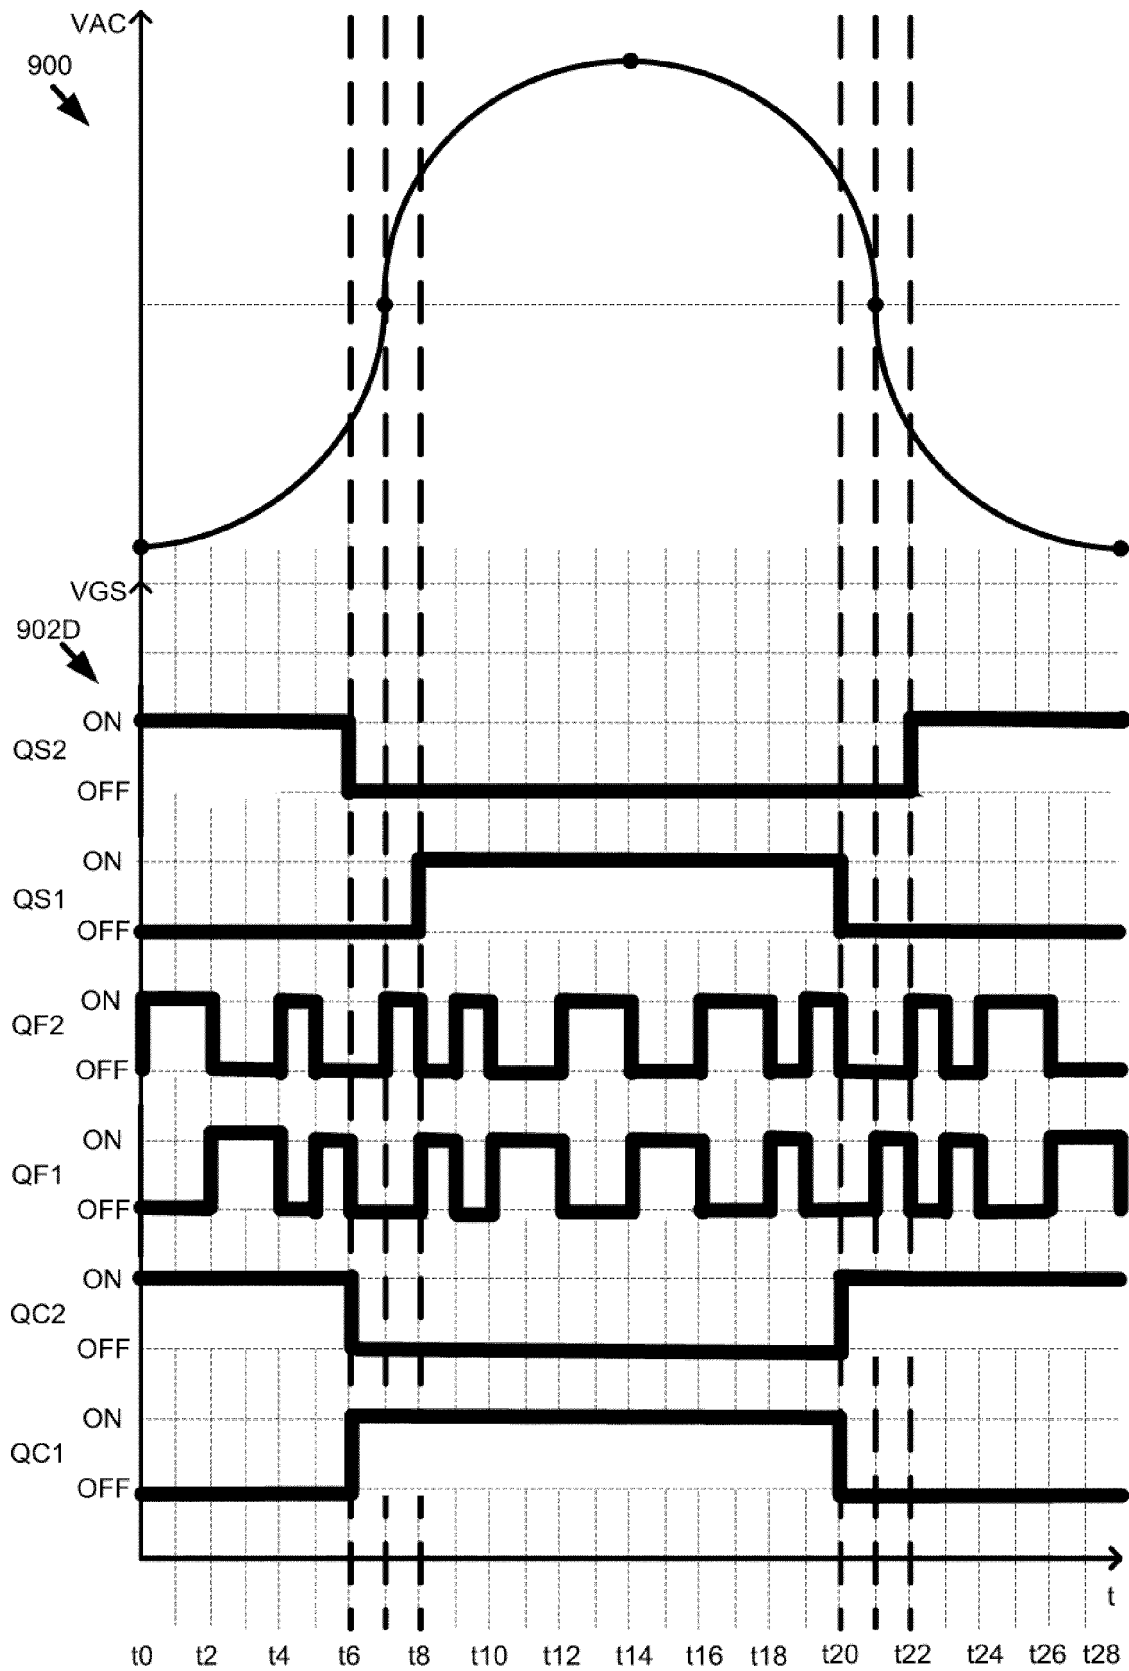 VAC
900
VGS
902D
ON
QS2
OFF
ON
QS1
OFF
ON
QF2
OFF
ON
QF1
OFF
ON
QC2
OFF
ON
QC1
OFF
t
t0 t2 t4 t6 t8 t10 t12 t14 t16 t18 t20 t22 t24 t26 t28